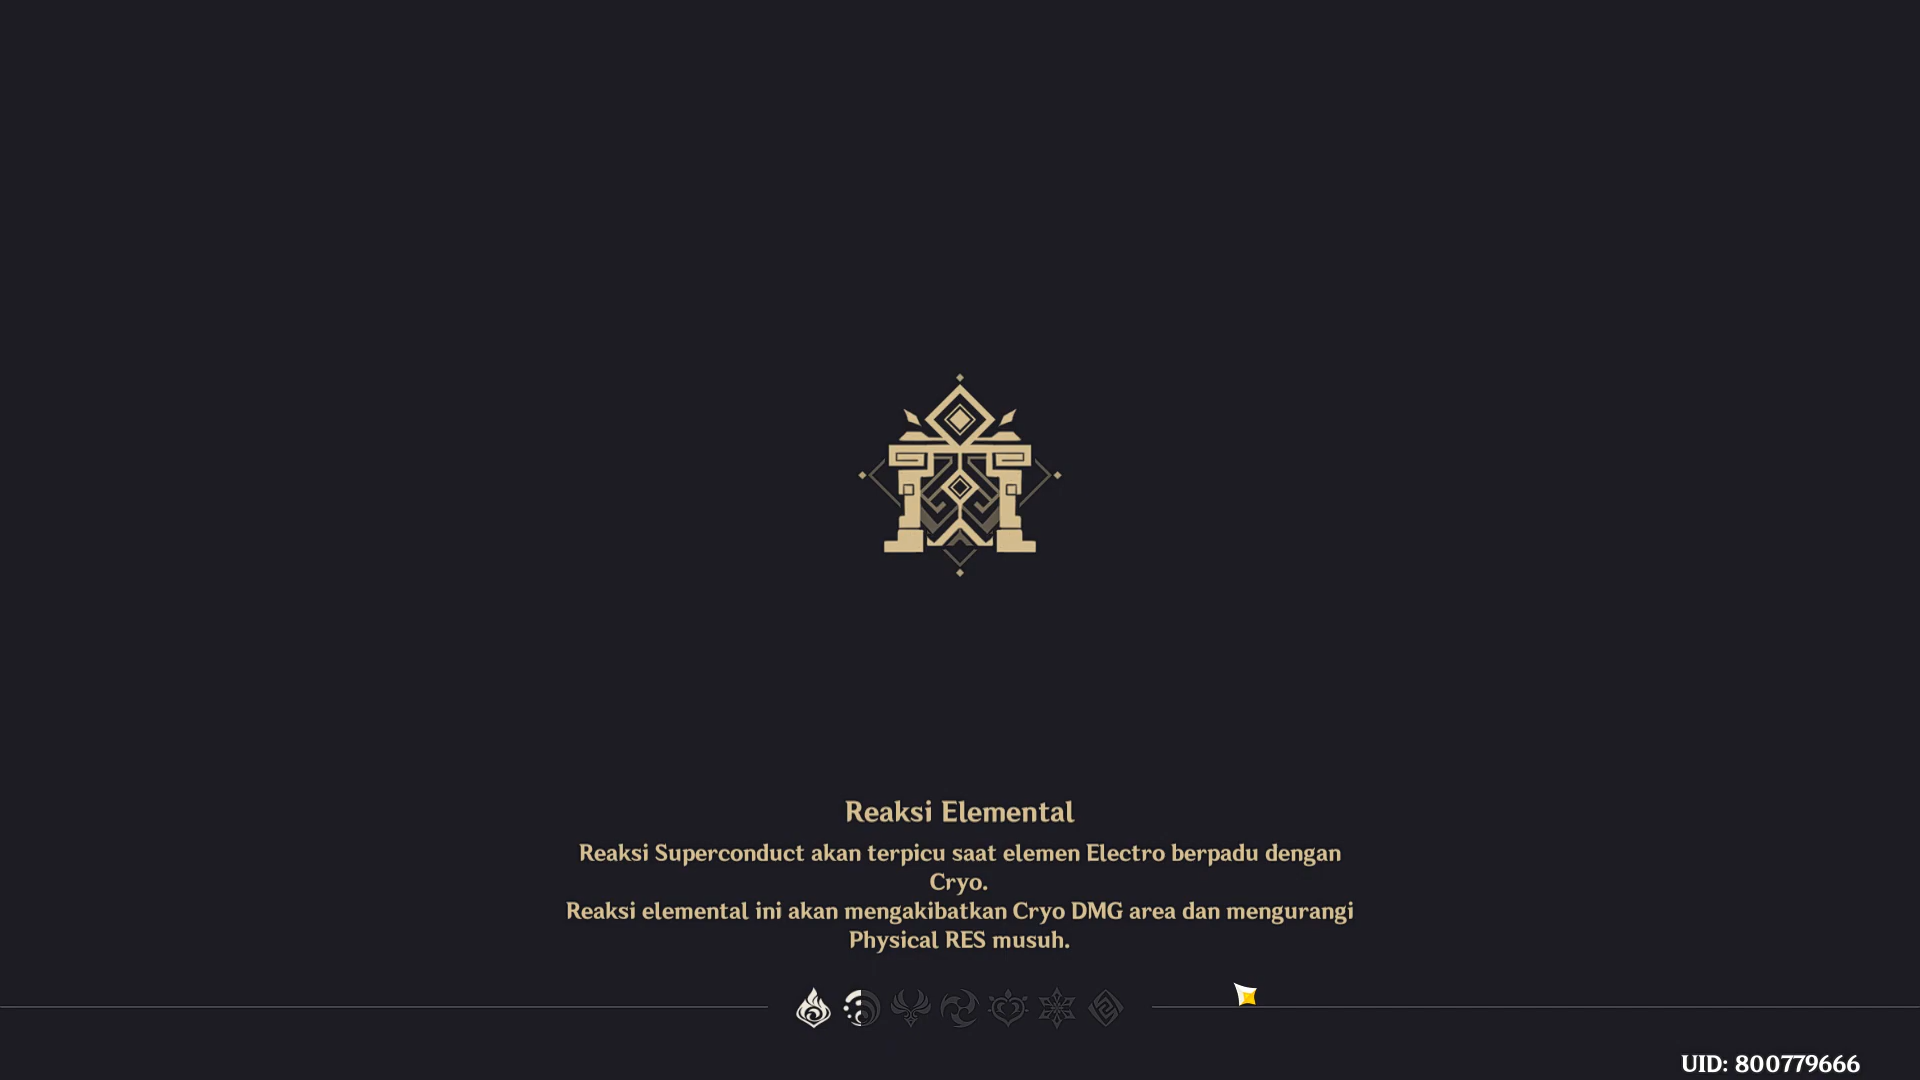 Reaksi Elemental
Reaksi Superconduct akan terpicu saat elemen Electro berpadu dengan
Cryo.
Reaksi elemental ini akan mengakibatkan Cryo DMG area dan mengurangi
Physical RES musuh.
UID: 800779666